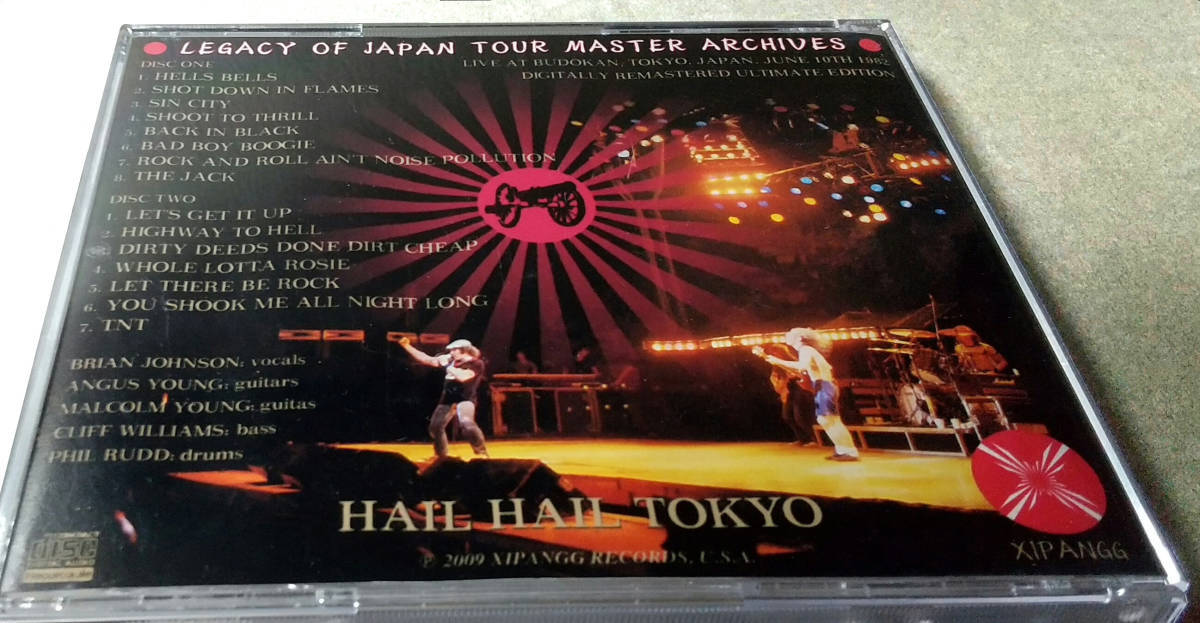 LEGACY OF JAPAN TOUR MASTER ARCHIVES
LIVE AT BUDOKAN, TOKYO, JAPAN. JUNE 10TH 1982
DIGITALLY REMASTERED ULTIMATE EDITION
DISC ONE
1. HELLS BELLS
2. SHOT DOWN IN FLAMES
3. SIN CITY
4. SHOOT TO THRILL
5. BACK IN BLACK
6. BAD BOY BOOGIE
7. ROCK AND ROLL AIN'T NOISE POLLUTION
8. THE JACK
DISC TWO
1. LET'S GET IT UP
2. HIGHWAY TO HELL
DIRTY DEEDS DONE DIRT CHEAP
4. WHOLE LOTTA ROSIE
5. LET THERE BE ROCK
6. YOU SHOOK ME ALL NIGHT LONG
7. TNT
BRIAN JOHNSON: vocals
ANGUS YOUNG: guitars
MALCOLM YOUNG: guitas
CLIFF WILLIAMS: bass
PHIL RUDD: drums
HAIL HAIL TOKYO
℗ 2009 XIPANGG RECORDS, U.S.A.
DISC
XIPANGG